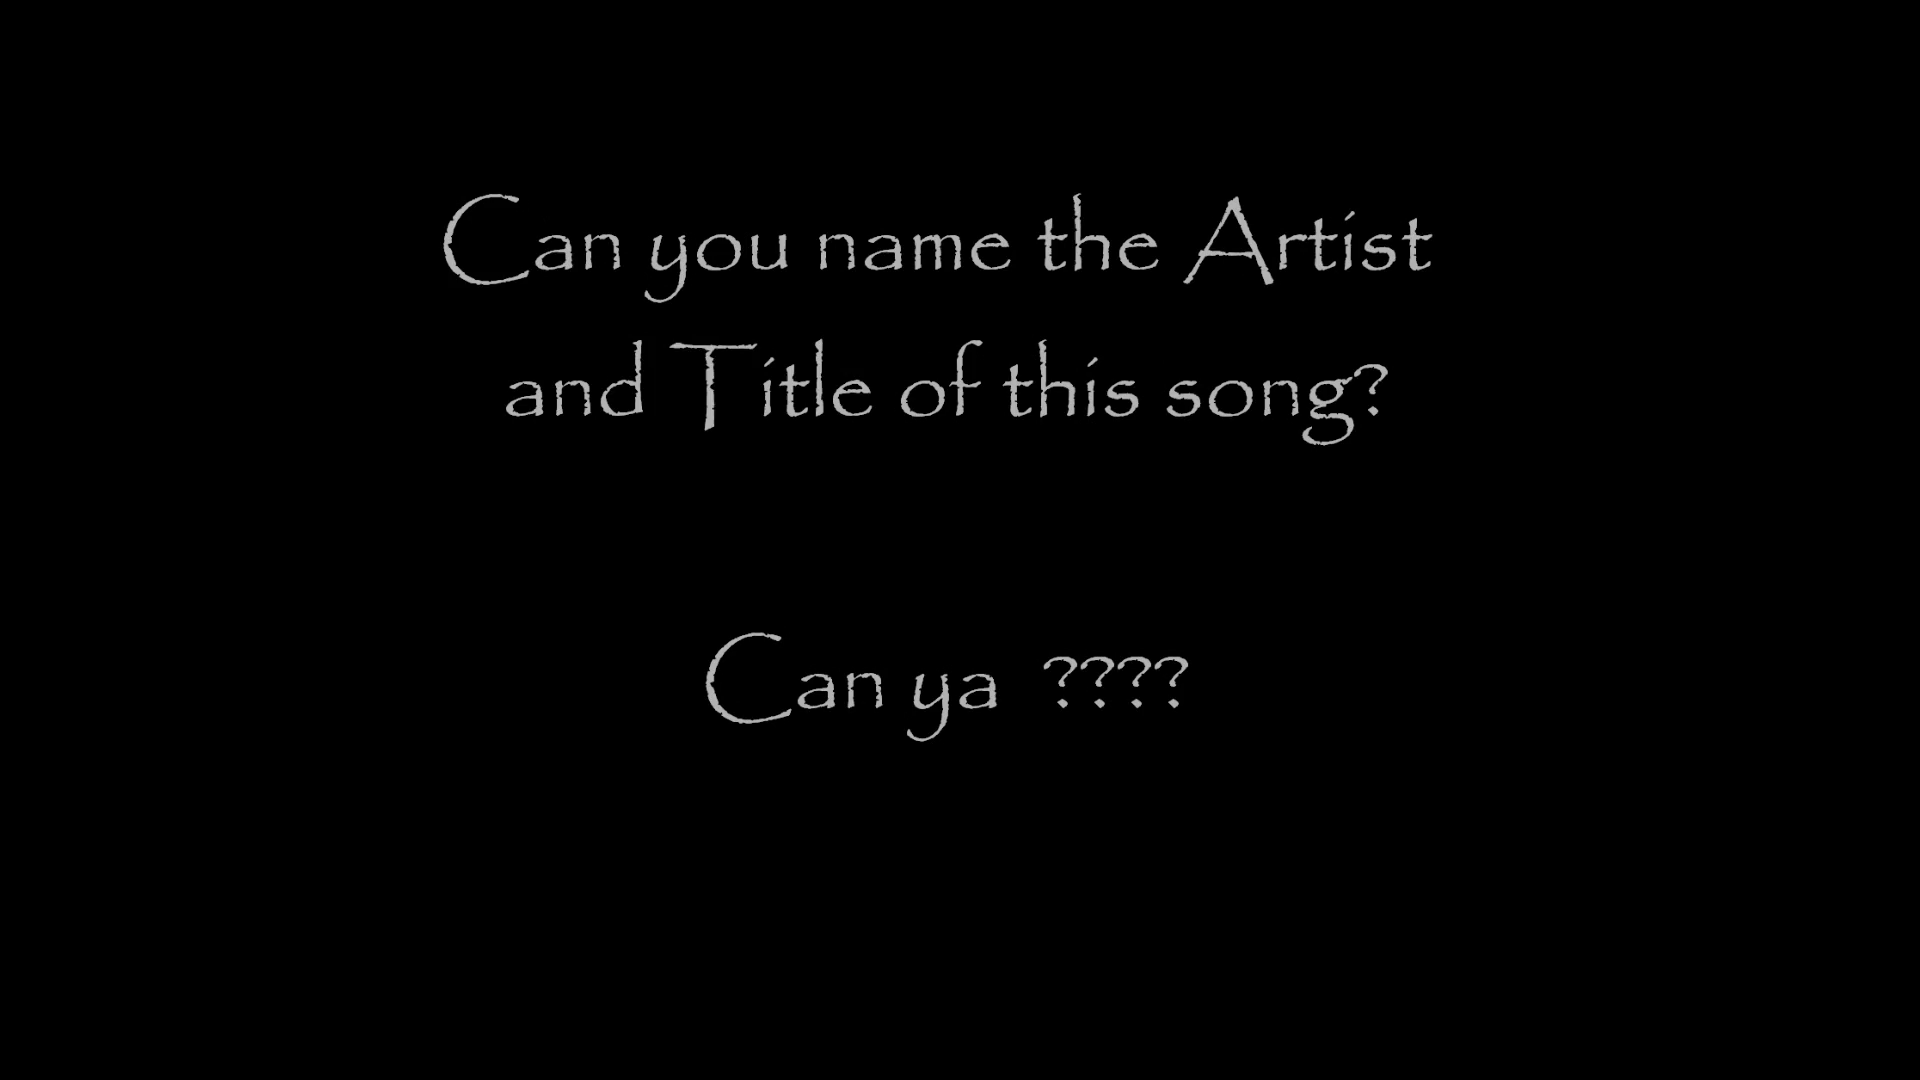 Can you name the Artist
and Title of this song?
Can ya ????